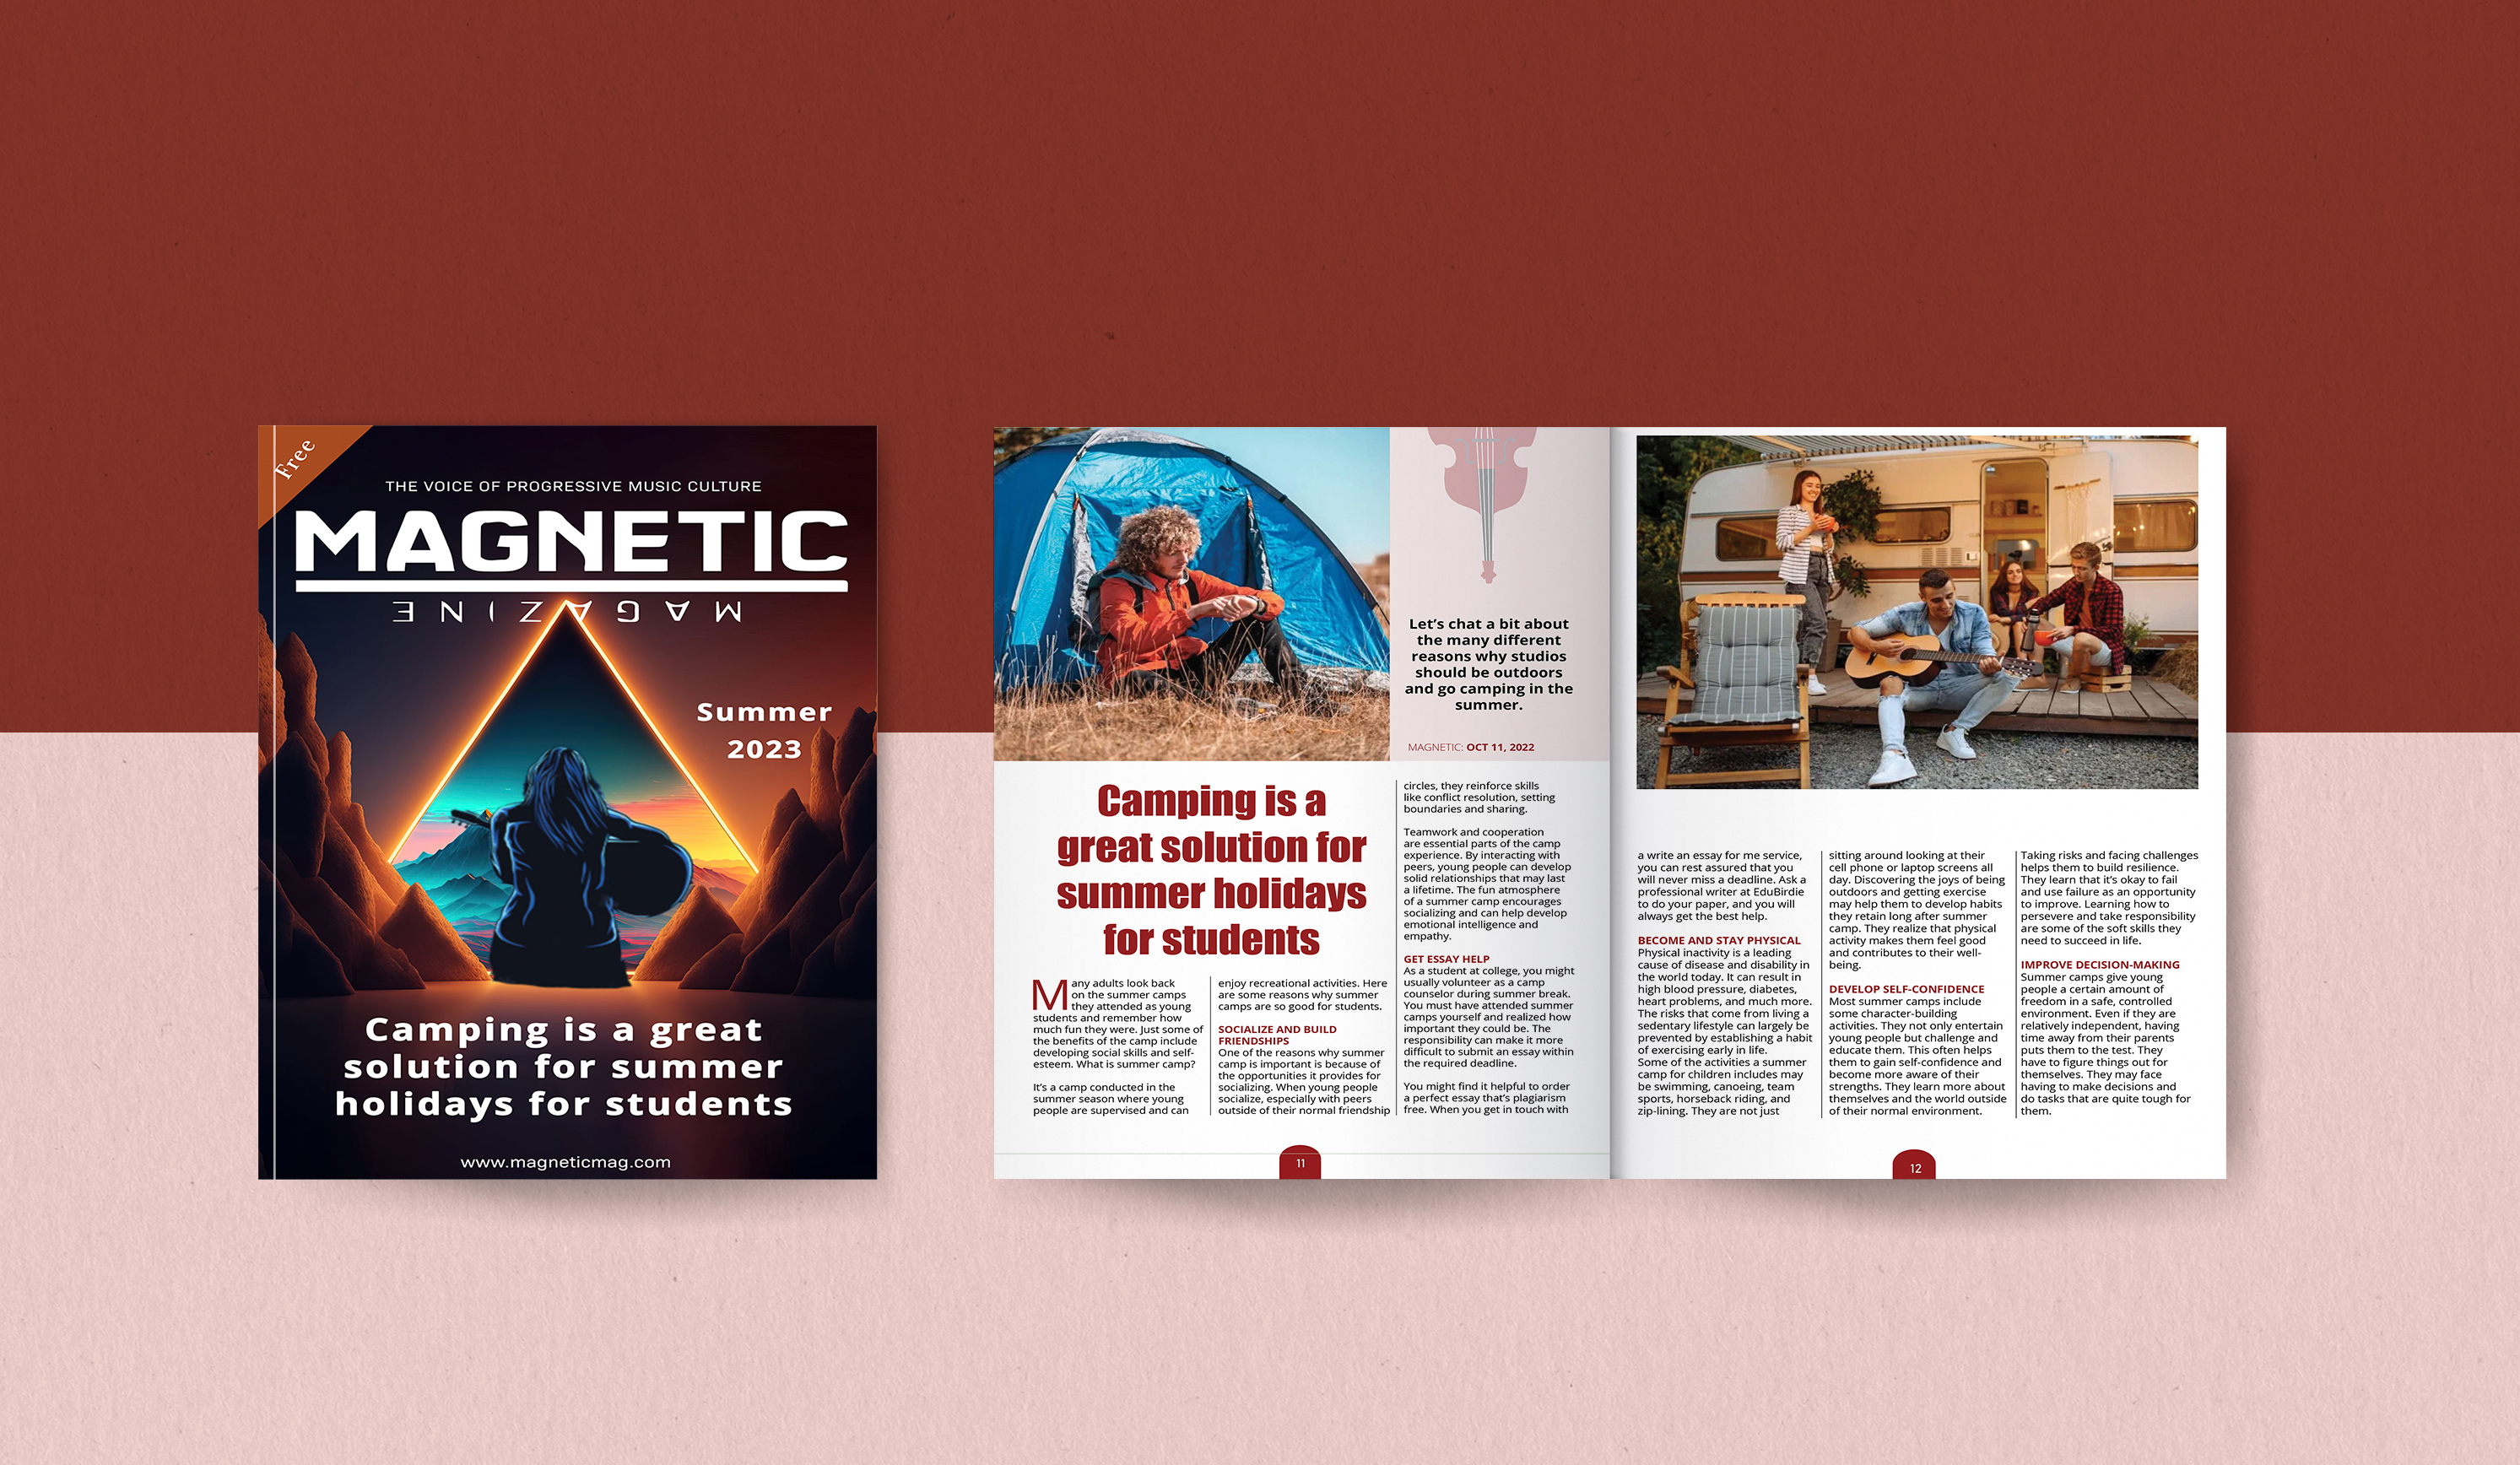 Free
THE VOICE OF PROGRESSIVE MUSIC CULTURE
MAGNETIC
MAGAZINE
Summer
2023
Camping is a great
solution for summer
holidays for students
www.magneticmag.com
Let’s chat a bit about
the many different
reasons why studios
should be outdoors
and go camping in the
summer.
MAGNETIC: OCT 11, 2022
Camping is a
great solution for
summer holidays
for students
Many adults look back
on the summer camps
they attended as young
students and remember how
much fun they were. Just some of
the benefits of the camp include
developing social skills and self-
esteem. What is summer camp?
It’s a camp conducted in the
summer season where young
people are supervised and can
enjoy recreational activities. Here
are some reasons why summer
camps are so good for students.
SOCIALIZE AND BUILD
FRIENDSHIPS
One of the reasons why summer
camp is important is because of
the opportunities it provides for
socializing. When young people
socialize, especially with peers
outside of their normal friendship
circles, they reinforce skills
like conflict resolution, setting
boundaries and sharing.
Teamwork and cooperation
are essential parts of the camp
experience. By interacting with
peers, young people can develop
solid relationships that may last
a lifetime. The fun atmosphere
of a summer camp encourages
socializing and can help develop
emotional intelligence and
empathy.
GET ESSAY HELP
As a student at college, you might
usually volunteer as a camp
counselor during summer break.
You must have attended summer
camps yourself and realized how
important they could be. The
responsibility can make it more
difficult to submit an essay within
the required deadline.
You might find it helpful to order
a perfect essay that’s plagiarism
free. When you get in touch with
11
a write an essay for me service,
you can rest assured that you
will never miss a deadline. Ask a
professional writer at EduBirdie
to do your paper, and you will
always get the best help.
BECOME AND STAY PHYSICAL
Physical inactivity is a leading
cause of disease and disability in
the world today. It can result in
high blood pressure, diabetes,
heart problems, and much more.
The risks that come from living a
sedentary lifestyle can largely be
prevented by establishing a habit
of exercising early in life.
Some of the activities a summer
camp for children includes may
be swimming, canoeing, team
sports, horseback riding, and
zip-lining. They are not just
sitting around looking at their
cell phone or laptop screens all
day. Discovering the joys of being
outdoors and getting exercise
may help them to develop habits
they retain long after summer
camp. They realize that physical
activity makes them feel good
and contributes to their well-
being.
DEVELOP SELF-CONFIDENCE
Most summer camps include
some character-building
activities. They not only entertain
young people but challenge and
educate them. This often helps
them to gain self-confidence and
become more aware of their
strengths. They learn more about
themselves and the world outside
of their normal environment.
Taking risks and facing challenges
helps them to build resilience.
They learn that it’s okay to fail
and use failure as an opportunity
to improve. Learning how to
persevere and take responsibility
are some of the soft skills they
need to succeed in life.
IMPROVE DECISION-MAKING
Summer camps give young
people a certain amount of
freedom in a safe, controlled
environment. Even if they are
relatively independent, having
time away from their parents
puts them to the test. They
have to figure things out for
themselves. They may face
having to make decisions and
do tasks that are quite tough for
them.
12